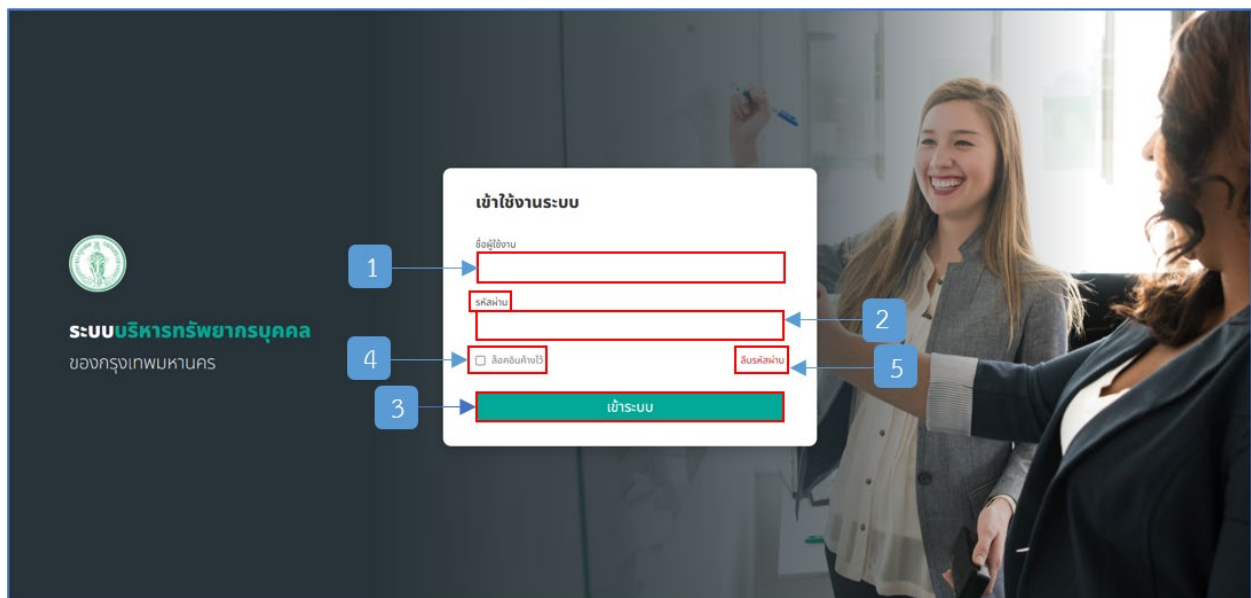 เข้าใช้งานระบบ
ชื่อผู้ใช้งาน
1
รหัสผ่าน
2
ระบบบริหารทรัพยากรบุคคล
ของกรุงเทพมหานคร
4
ล็อคอินค้างไว้
ลืมรหัสผ่าน
5
3
เข้าระบบ